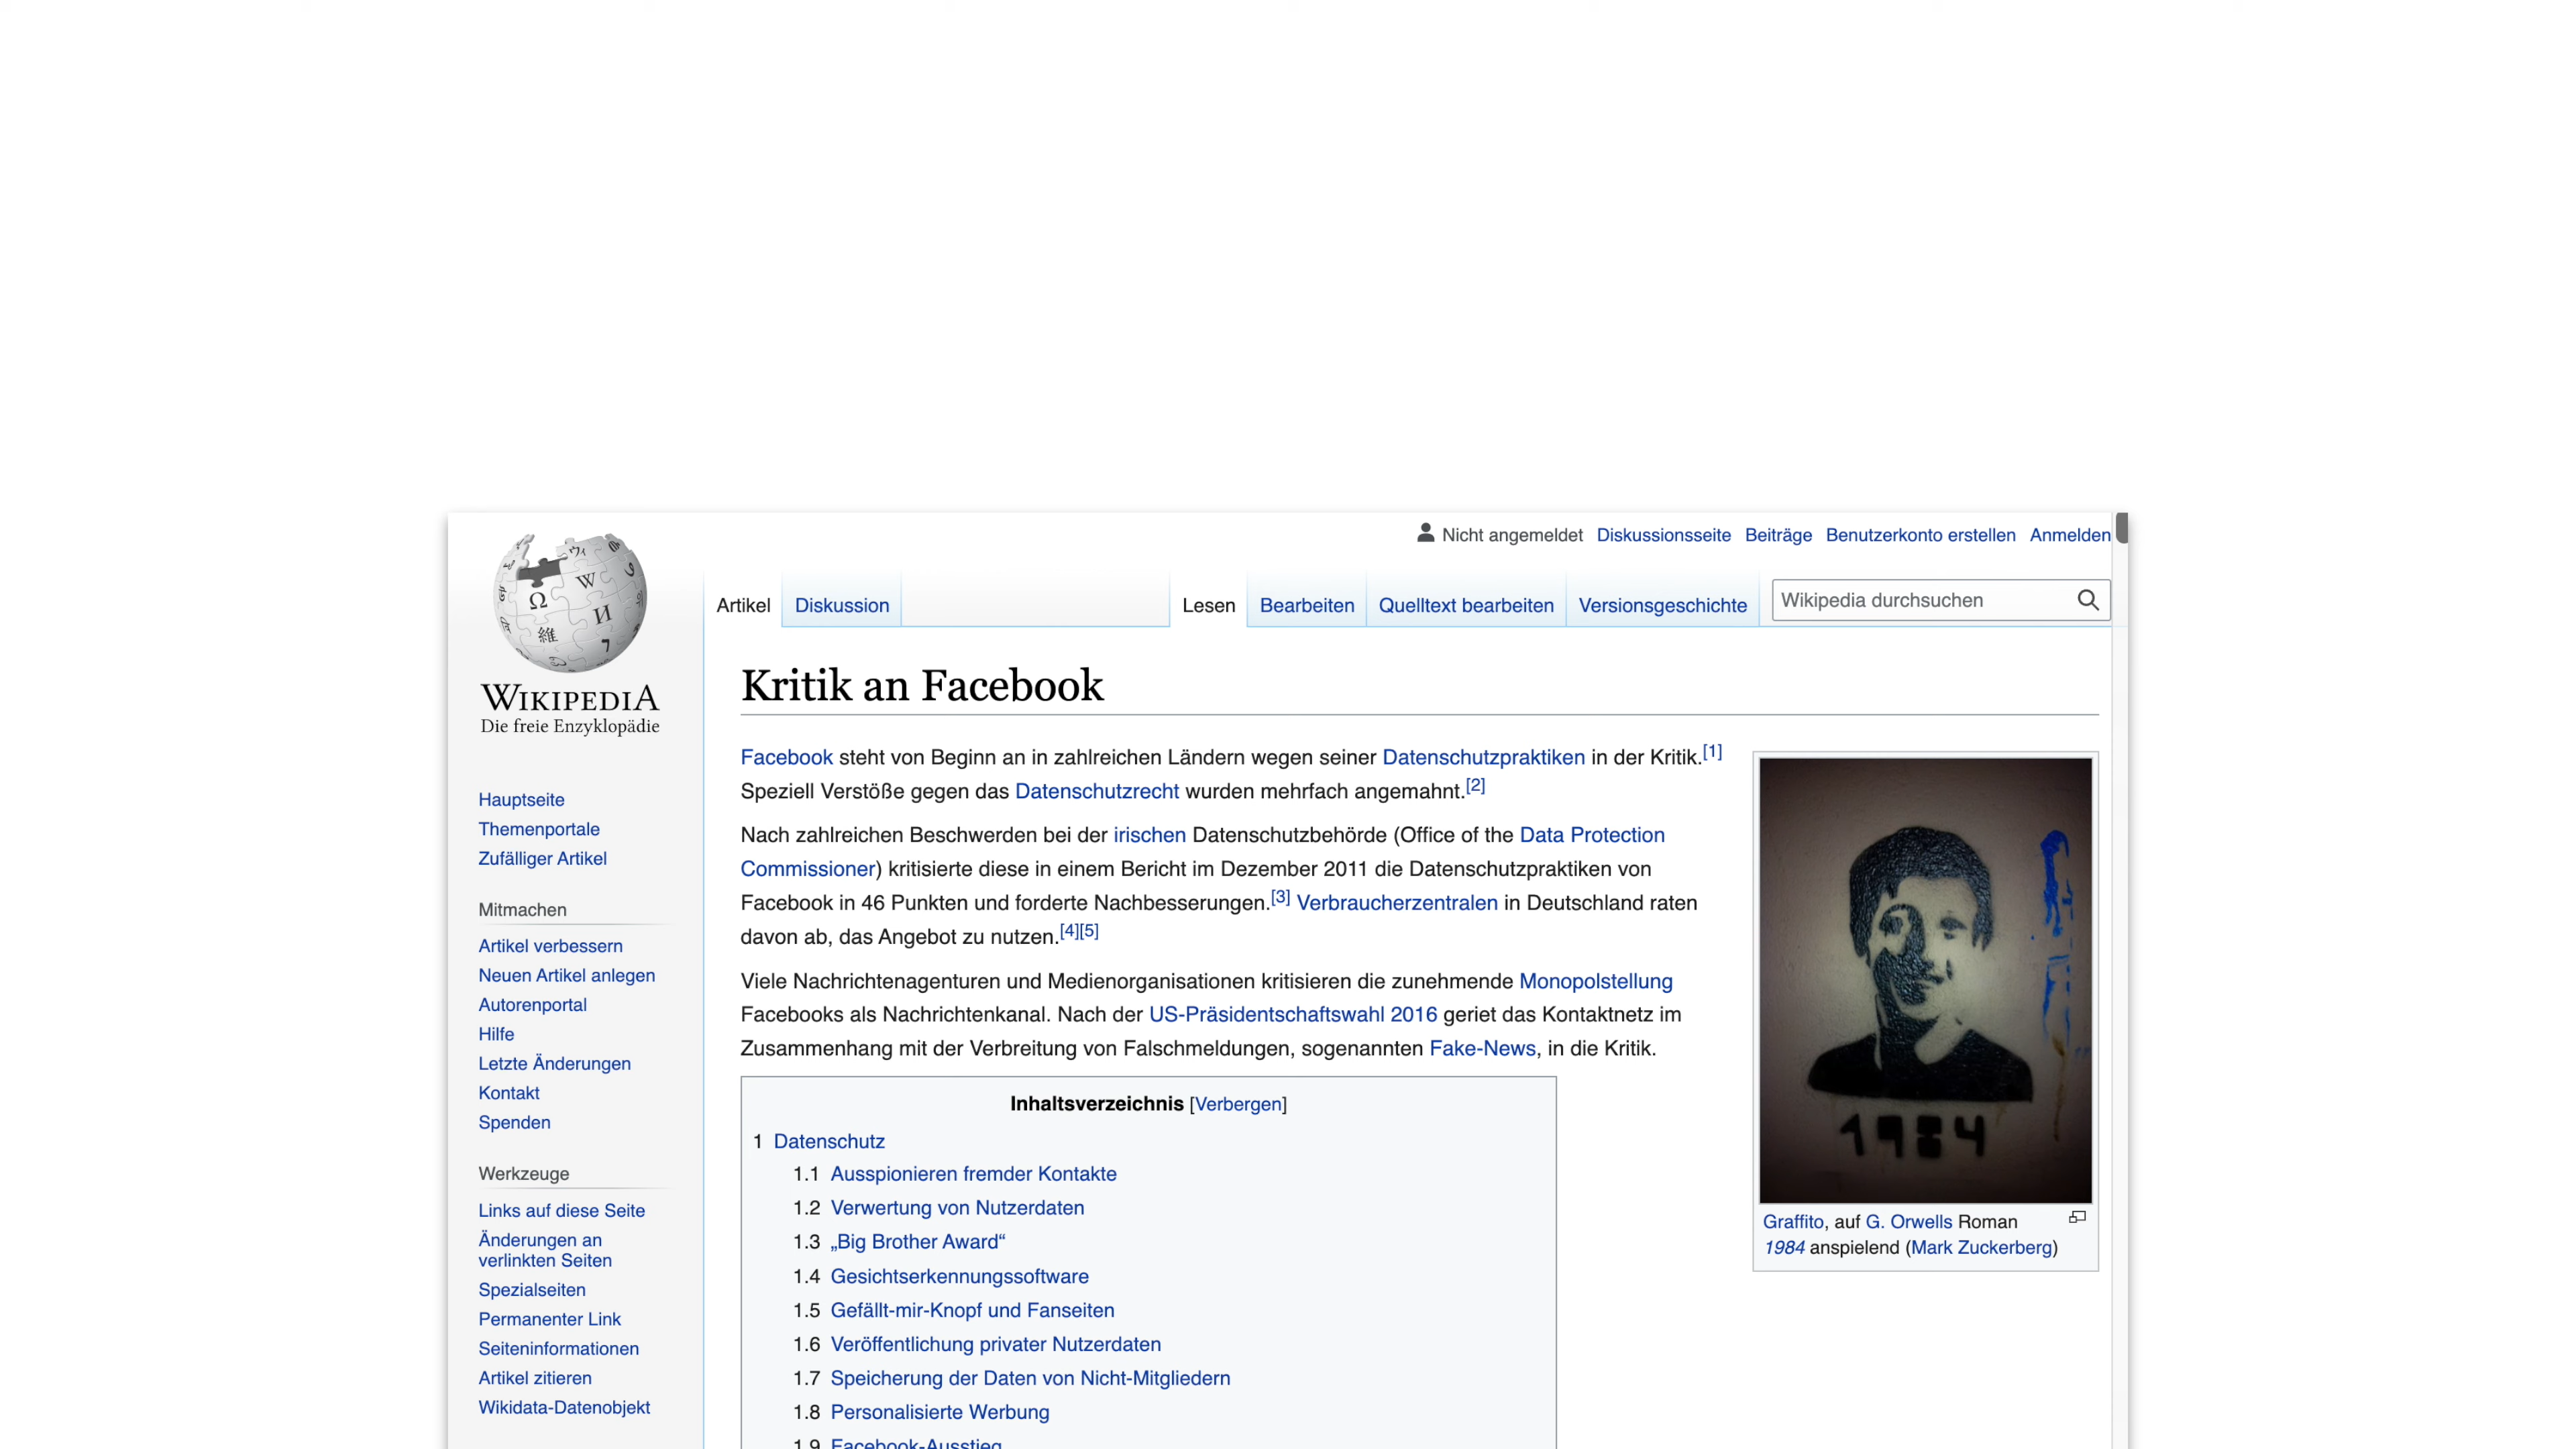 WIKIPEDIA
Die freie Enzyklopädie
Hauptseite
Themenportale
Zufälliger Artikel
Mitmachen
Artikel verbessern
Neuen Artikel anlegen
Autorenportal
Hilfe
Letzte Änderungen
Kontakt
Spenden
Werkzeuge
Links auf diese Seite
Änderungen an
verlinkten Seiten
Spezialseiten
Permanenter Link
Seiteninformationen
Artikel zitieren
Wikidata-Datenobjekt
Nicht angemeldet Diskussionsseite Beiträge Benutzerkonto erstellen Anmelden
Artikel Diskussion Lesen Bearbeiten Quelltext bearbeiten Versionsgeschichte Wikipedia durchsuchen
Kritik an Facebook
Facebook steht von Beginn an in zahlreichen Ländern wegen seiner Datenschutzpraktiken in der Kritik.[1]
Speziell Verstöße gegen das Datenschutzrecht wurden mehrfach angemahnt.[2]
Nach zahlreichen Beschwerden bei der irischen Datenschutzbehörde (Office of the Data Protection
Commissioner) kritisierte diese in einem Bericht im Dezember 2011 die Datenschutzpraktiken von
Facebook in 46 Punkten und forderte Nachbesserungen.[3] Verbraucherzentralen in Deutschland raten
davon ab, das Angebot zu nutzen.[4][5]
Viele Nachrichtenagenturen und Medienorganisationen kritisieren die zunehmende Monopolstellung
Facebooks als Nachrichtenkanal. Nach der US-Präsidentschaftswahl 2016 geriet das Kontaktnetz im
Zusammenhang mit der Verbreitung von Falschmeldungen, sogenannten Fake-News, in die Kritik.
Inhaltsverzeichnis [Verbergen]
1 Datenschutz
1.1 Ausspionieren fremder Kontakte
1.2 Verwertung von Nutzerdaten
1.3 „Big Brother Award“
1.4 Gesichtserkennungssoftware
1.5 Gefällt-mir-Knopf und Fanseiten
1.6 Veröffentlichung privater Nutzerdaten
1.7 Speicherung der Daten von Nicht-Mitgliedern
1.8 Personalisierte Werbung
1.9 Facebook-Ausstieg
1984
Graffito, auf G. Orwells Roman
1984 anspielend (Mark Zuckerberg)